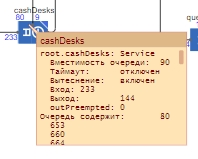 cashDesks
80 9
que
233
cashDesks
root.cashDesks: Service
Вместимость очереди: 90
Таймаут: отключен
Вытеснение: включен
Вход: 233
Выход: 144
outPreempted: 0
Очередь содержит: 80
653
660
664